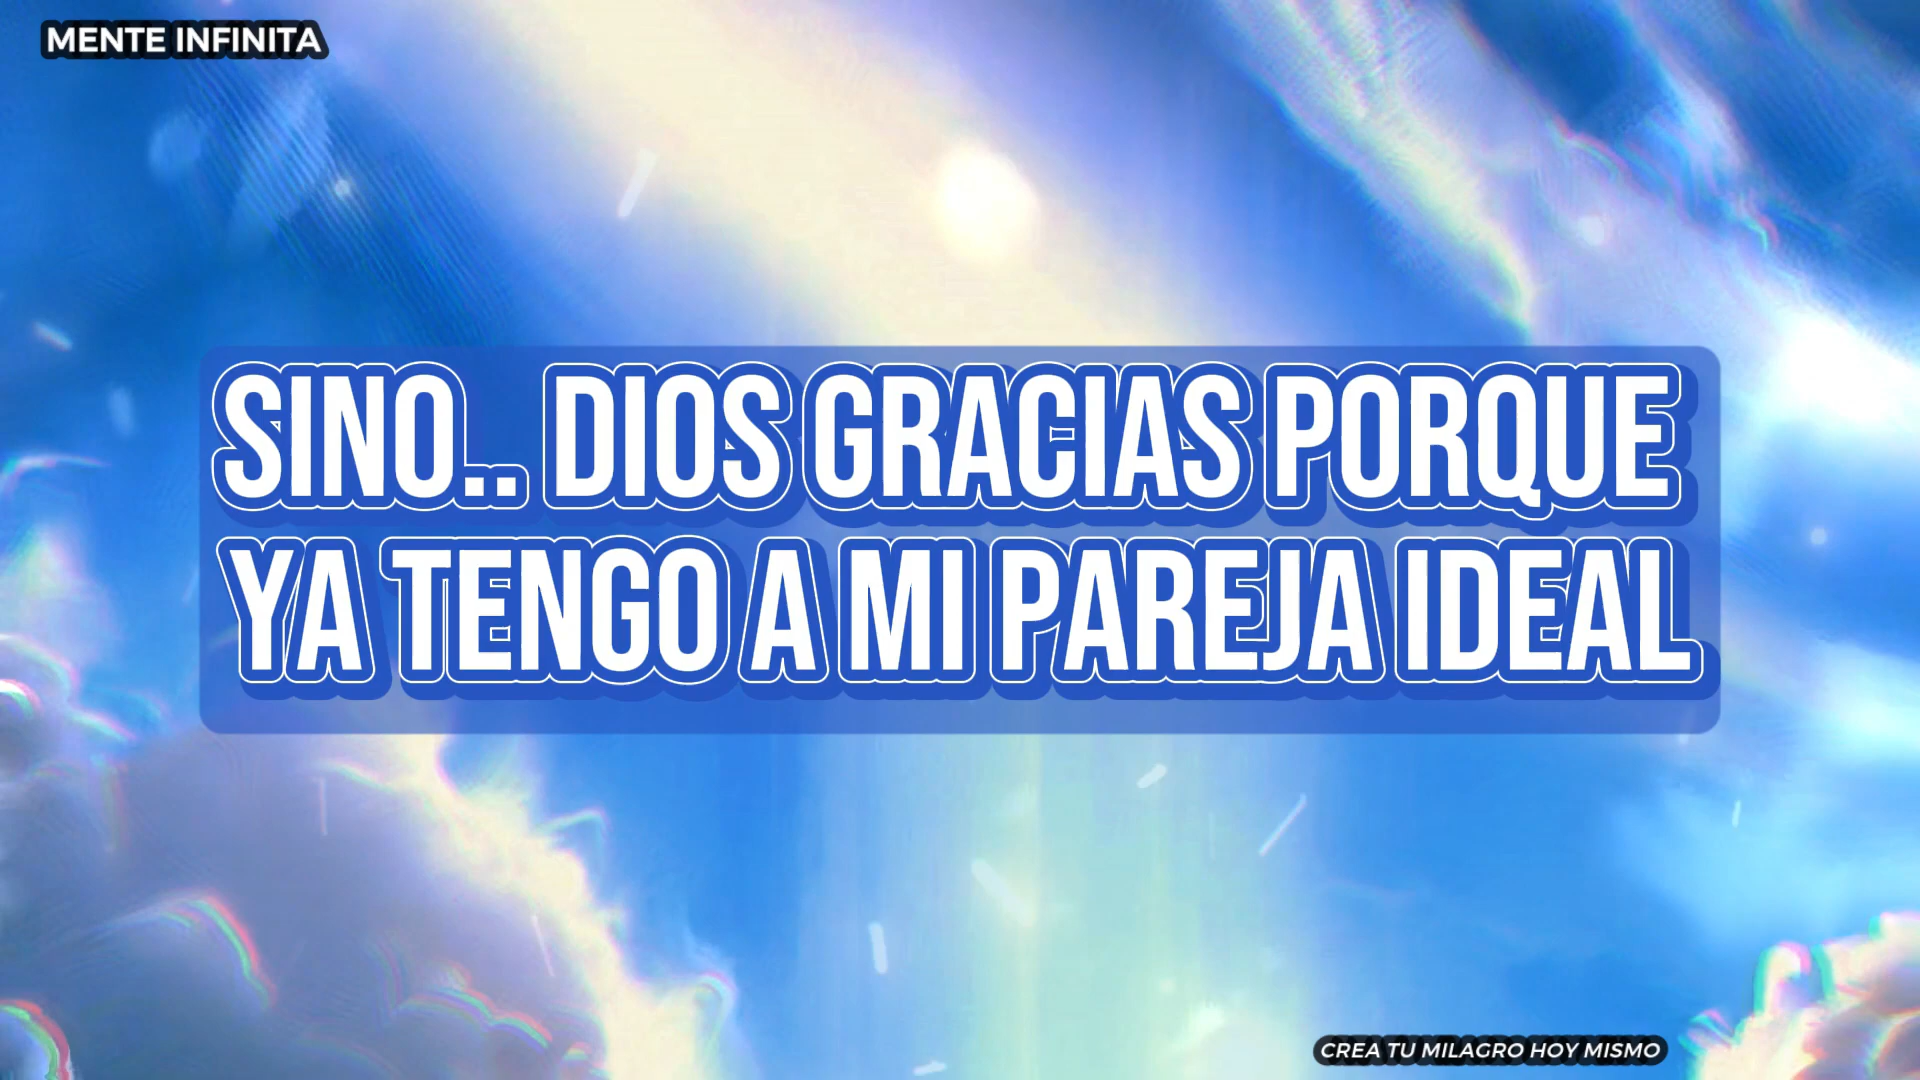 MENTE INFINITA
SINO.. DIOS GRACIAS PORQUE
YA TENGO A MI PAREJA IDEAL
CREA TU MILAGRO HOY MISMO